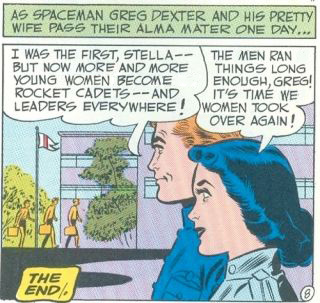 AS SPACEMAN GREG DEXTER AND HIS PRETTY
WIFE PASS THEIR ALMA MATER ONE DAY...
I WAS THE FIRST, STELLA--
BUT NOW MORE AND MORE
YOUNG WOMEN BECOME
ROCKET CADETS--AND
LEADERS EVERYWHERE!
THE MEN RAN
THINGS LONG
ENOUGH, GREG!
IT'S TIME WE
WOMEN TOOK
OVER AGAIN!
THE
END!
8